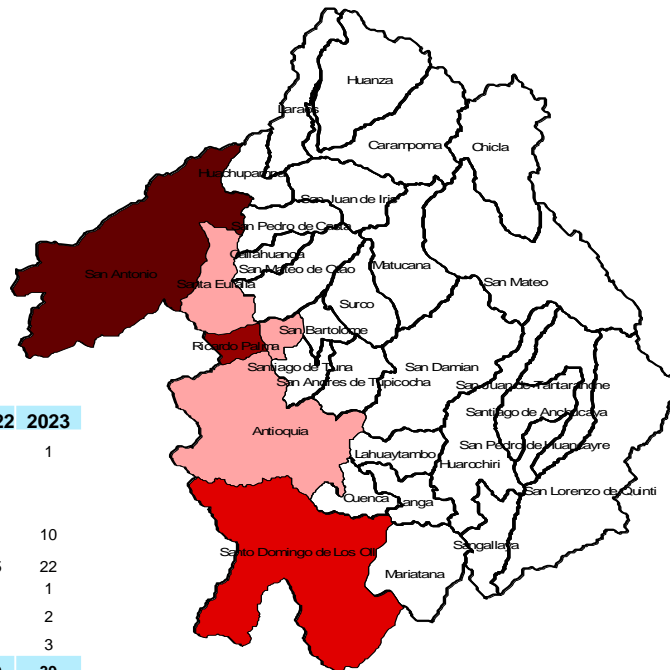 Huanza
Laraos
Carampoma
Chicla
Huachupampa
San Juan de Iris
San Pedro de Casta
Callahuanca
San Mateo de Otao
Matucana
San Antonio
Santa Eulalia
San Mateo
Surco
San Bartolome
Ricardo Palma
Santiago de Tuna
San Damian
San Andres de Tupicocha
San Juan de Tantaranche
22 2023
Santiago de Anchucaya
Antioquia
1
San Pedro de Huancayre
Lahuaytambo
Huarochiri
San Lorenzo de Quinti
Cuenca
Langa
10
Sangallaya
Santo Domingo de Los Oll
22
Mariatana
1
2
3
39